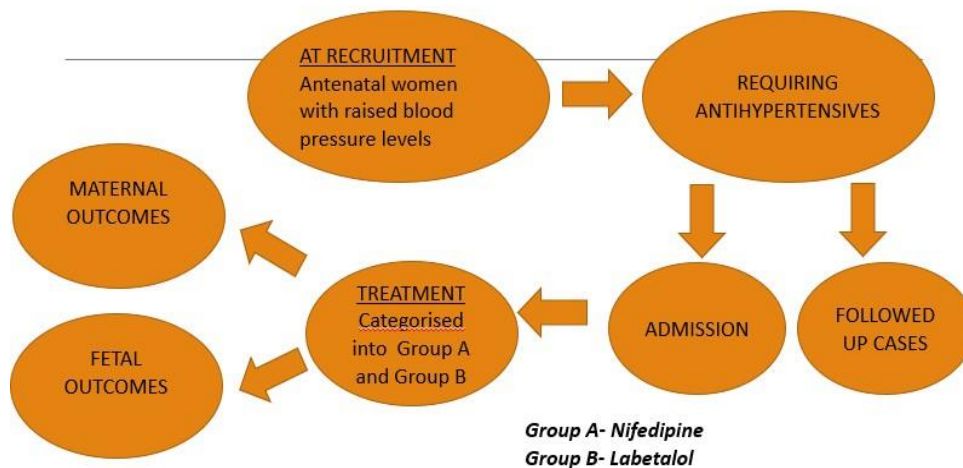 AT RECRUITMENT
Antenatal women
with raised blood
pressure levels
REQUIRING
ANTIHYPERTENSIVES
MATERNAL
OUTCOMES
TREATMENT
Categorised
into Group A
and Group B
ADMISSION
FOLLOWED
UP CASES
FETAL
OUTCOMES
Group A- Nifedipine
Group B- Labetalol